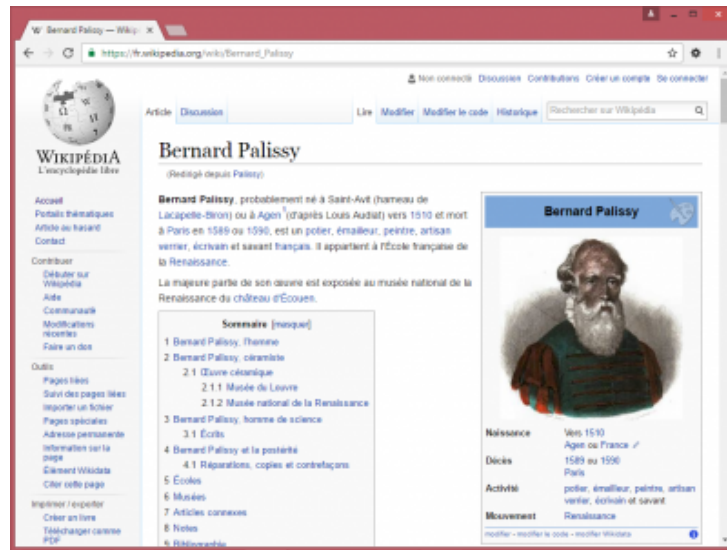 Bernard Palissy — Wikip
https://fr.wikipedia.org/wiki/Bernard_Palissy
Non connecté Discussion Contributions Créer un compte Se connecter
Article Discussion Lire Modifier Modifier le code Historique Rechercher sur Wikipédia
WIKIPÉDIA
L'encyclopédie libre
Accueil
Portails thématiques
Article au hasard
Contact
Contribuer
Débuter sur
Wikipédia
Aide
Communauté
Modifications
récentes
Faire un don
Outils
Pages liées
Suivi des pages liées
Importer un fichier
Pages spéciales
Adresse permanente
Information sur la
page
Élément Wikidata
Citer cette page
Imprimer / exporter
Créer un livre
Télécharger comme
PDF
Bernard Palissy
(Redirigé depuis Palissy)
Bernard Palissy, probablement né à Saint-Avit (hameau de
Lacapelle-Biron) ou à Agen1 (d'après Louis Audiat) vers 1510 et mort
à Paris en 1589 ou 1590, est un potier, émailleur, peintre, artisan
verrier, écrivain et savant français. Il appartient à l'École française de
la Renaissance.
La majeure partie de son œuvre est exposée au musée national de la
Renaissance du château d'Écouen.
Sommaire [masquer]
1 Bernard Palissy, l'homme
2 Bernard Palissy, céramiste
2.1 Œuvre céramique
2.1.1 Musée du Louvre
2.1.2 Musée national de la Renaissance
3 Bernard Palissy, homme de science
3.1 Écrits
4 Bernard Palissy et la postérité
4.1 Réparations, copies et contrefaçons
5 Écoles
6 Musées
7 Articles connexes
8 Notes
9 Bibliographie
Bernard Palissy
Naissance Vers 1510
Agen ou France
Décès 1589 ou 1590
Paris
Activité potier, émailleur, peintre, artisan
verrier, écrivain et savant
Mouvement Renaissance
modifier - modifier le code - modifier Wikidata